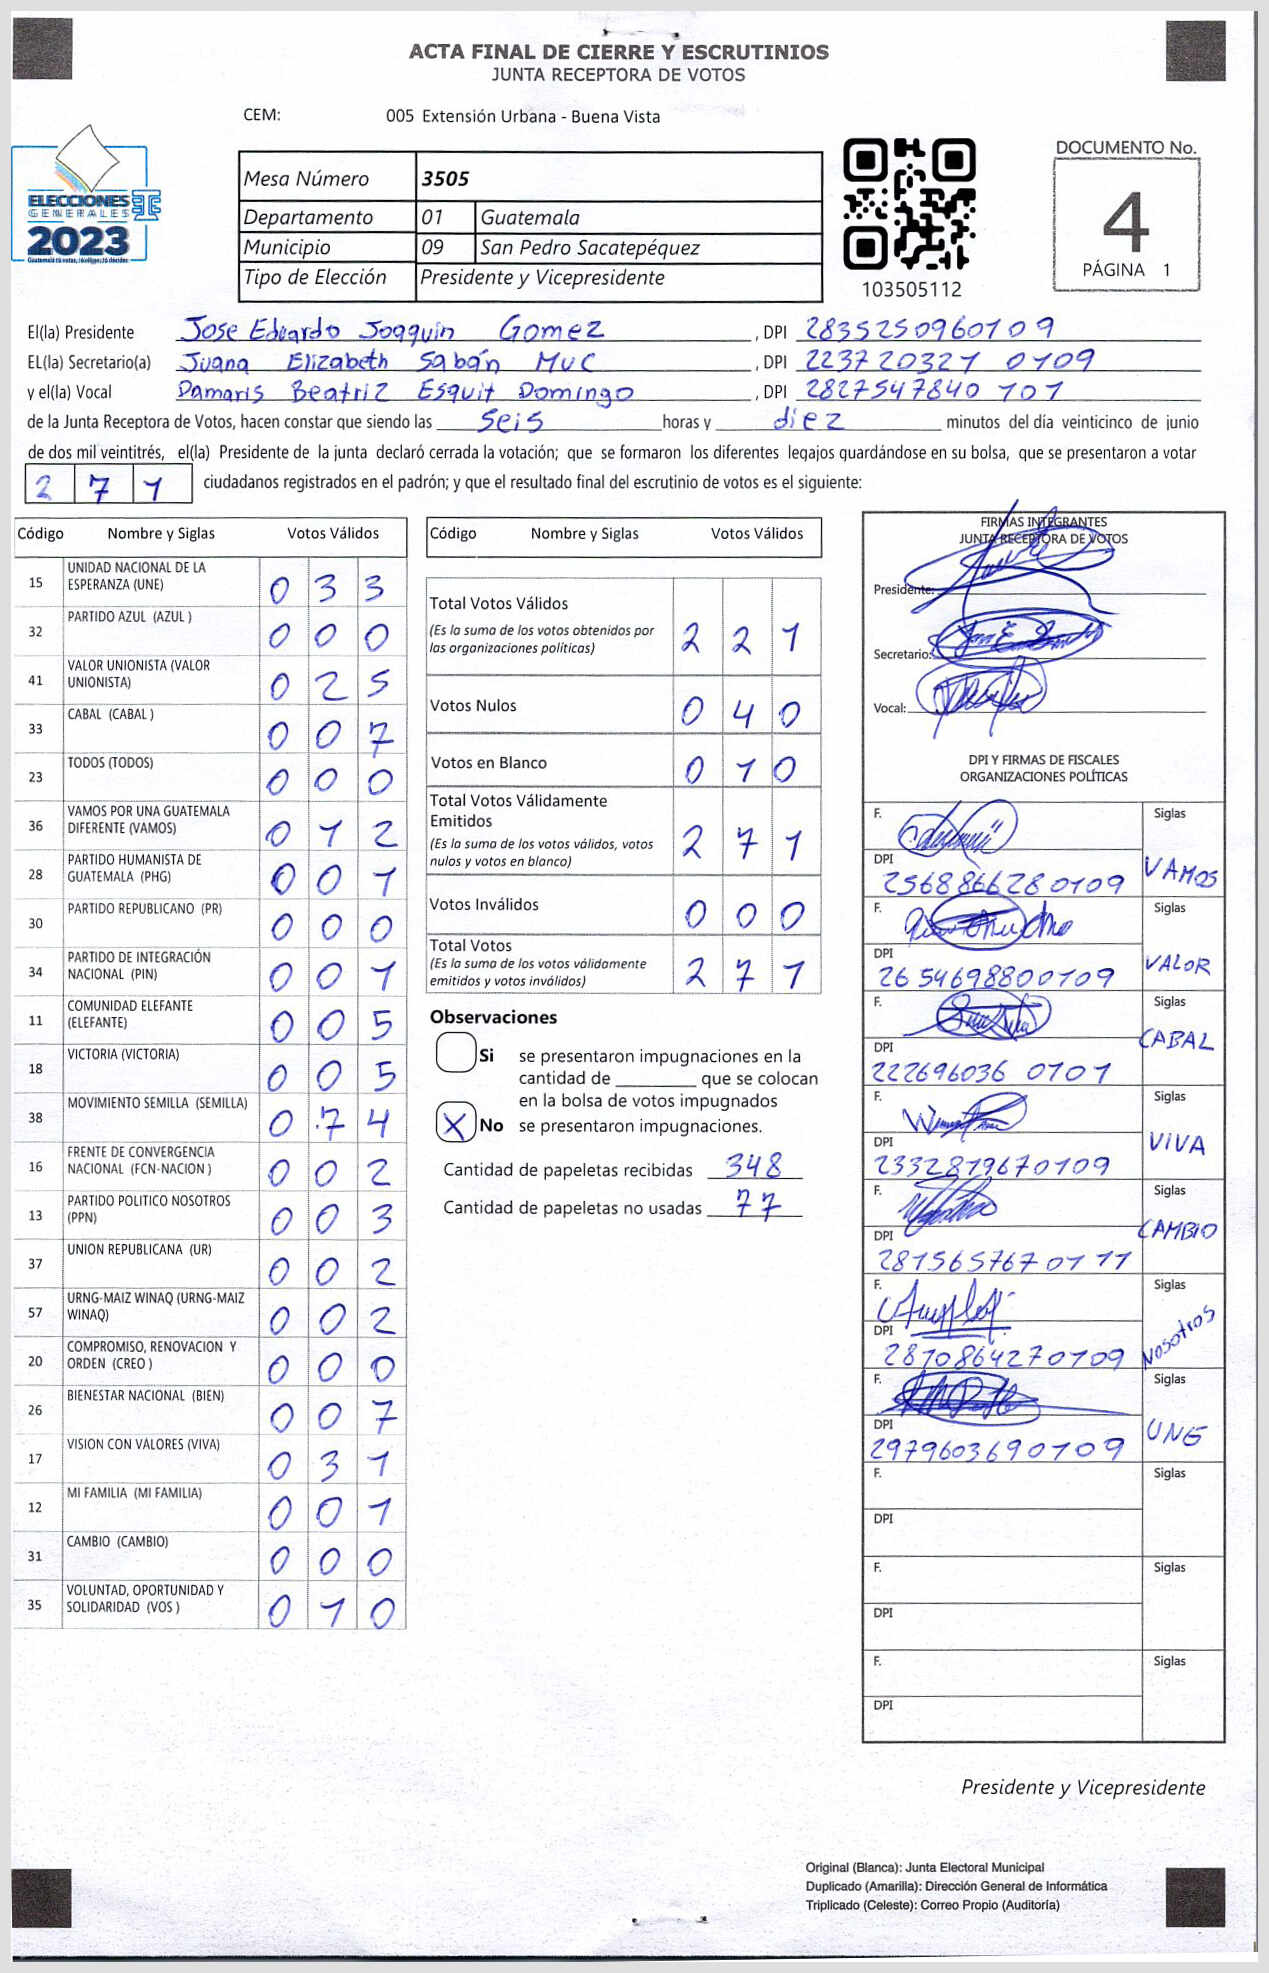 ACTA FINAL DE CIERRE Y ESCRUTINIOS
JUNTA RECEPTORA DE VOTOS
CEM: 005 Extensión Urbana - Buena Vista
ELECCIONES
GENERALES
2023
Guatemala tú votas, tú eliges, tú decides
Mesa Número 3505
Departamento 01 Guatemala
Municipio 09 San Pedro Sacatepéquez
Tipo de Elección Presidente y Vicepresidente
103505112
DOCUMENTO No.
4
PÁGINA 1
El(la) Presidente Jose Eduardo Joaquin Gomez , DPI 2835250960109
EL(la) Secretario(a) Juana Elizabeth Sabán Muc , DPI 223720321 0109
y el(la) Vocal Damaris Beatriz Esquit Domingo , DPI 2827547840 101
de la Junta Receptora de Votos, hacen constar que siendo las seis horas y diez minutos del día veinticinco de junio
de dos mil veintitrés, el(la) Presidente de la junta declaró cerrada la votación; que se formaron los diferentes legajos guardándose en su bolsa, que se presentaron a votar
2 7 1 ciudadanos registrados en el padrón; y que el resultado final del escrutinio de votos es el siguiente:
Código Nombre y Siglas Votos Válidos
15 UNIDAD NACIONAL DE LA
ESPERANZA (UNE) 0 3 3
32 PARTIDO AZUL (AZUL ) 0 0 0
41 VALOR UNIONISTA (VALOR
UNIONISTA) 0 2 5
33 CABAL (CABAL ) 0 0 7
23 TODOS (TODOS) 0 0 0
36 VAMOS POR UNA GUATEMALA
DIFERENTE (VAMOS) 0 1 2
28 PARTIDO HUMANISTA DE
GUATEMALA (PHG) 0 0 1
30 PARTIDO REPUBLICANO (PR) 0 0 0
34 PARTIDO DE INTEGRACIÓN
NACIONAL (PIN) 0 0 1
11 COMUNIDAD ELEFANTE
(ELEFANTE) 0 0 5
18 VICTORIA (VICTORIA) 0 0 5
38 MOVIMIENTO SEMILLA (SEMILLA) 0 7 4
16 FRENTE DE CONVERGENCIA
NACIONAL (FCN-NACION ) 0 0 2
13 PARTIDO POLITICO NOSOTROS
(PPN) 0 0 3
37 UNION REPUBLICANA (UR) 0 0 2
57 URNG-MAIZ WINAQ (URNG-MAIZ
WINAQ) 0 0 2
20 COMPROMISO, RENOVACION Y
ORDEN (CREO ) 0 0 0
26 BIENESTAR NACIONAL (BIEN) 0 0 7
17 VISION CON VALORES (VIVA) 0 3 1
12 MI FAMILIA (MI FAMILIA) 0 0 1
31 CAMBIO (CAMBIO) 0 0 0
35 VOLUNTAD, OPORTUNIDAD Y
SOLIDARIDAD (VOS ) 0 1 0
Código Nombre y Siglas Votos Válidos
Total Votos Válidos
(Es la suma de los votos obtenidos por
las organizaciones políticas) 2 2 1
Votos Nulos 0 4 0
Votos en Blanco 0 1 0
Total Votos Válidamente
Emitidos
(Es la suma de los votos válidos, votos
nulos y votos en blanco) 2 7 1
Votos Inválidos 0 0 0
Total Votos
(Es la suma de los votos válidamente
emitidos y votos inválidos) 2 7 1
Observaciones
Si se presentaron impugnaciones en la
cantidad de ________ que se colocan
en la bolsa de votos impugnados
X No se presentaron impugnaciones.
Cantidad de papeletas recibidas 348
Cantidad de papeletas no usadas 77
FIRMAS INTEGRANTES
JUNTA RECEPTORA DE VOTOS
Presidente:
Secretario:
Vocal:
DPI Y FIRMAS DE FISCALES
ORGANIZACIONES POLÍTICAS
F. Siglas
DPI VAMOS
2568866280109
F. Siglas
DPI VALOR
26 54698800109
F. Siglas
DPI CABAL
222696036 0101
F. Siglas
DPI VIVA
2332819670109
F. Siglas
DPI CAMBIO
281565767 01 11
F. Siglas
DPI Nosotros
2870864270109
F. Siglas
DPI UNE
2979603690109
F. Siglas
DPI
F. Siglas
DPI
F. Siglas
DPI
Presidente y Vicepresidente
Original (Blanca): Junta Electoral Municipal
Duplicado (Amarilla): Dirección General de Informática
Triplicado (Celeste): Correo Propio (Auditoría)